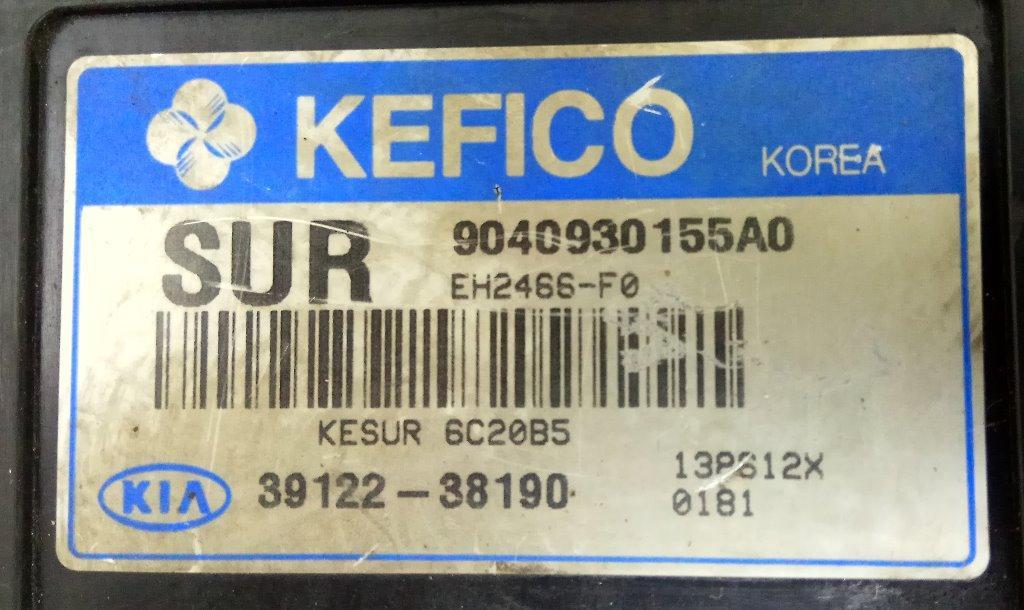 KEFICO KOREA
SUR 9040930155A0
EH2466-F0
KESUR 6C20B5
KIA 39122-38190
0181